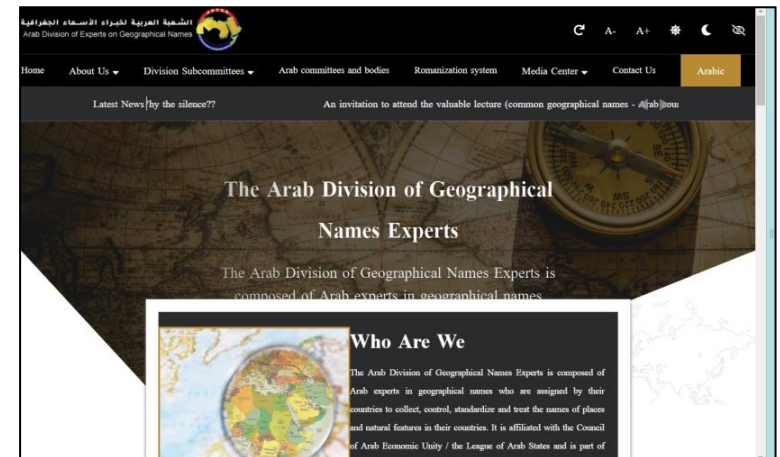 الشعبة العربية لخبراء الأسماء الجغرافية
Arab Division of Experts on Geographical Names
A- A+
Home About Us Division Subcommittees Arab committees and bodies Romanization system Media Center Contact Us Arabic
Latest News hy the silence?? An invitation to attend the valuable lecture (common geographical names - Arab
The Arab Division of Geographical
Names Experts
The Arab Division of Geographical Names Experts is
composed of Arab experts in geographical names
Who Are We
The Arab Division of Geographical Names Experts is composed of
Arab experts in geographical names who are assigned by their
countries to collect, control, standardize and treat the names of places
and natural features in their countries. It is affiliated with the Council
of Arab Economic Unity / the League of Arab States and is part of